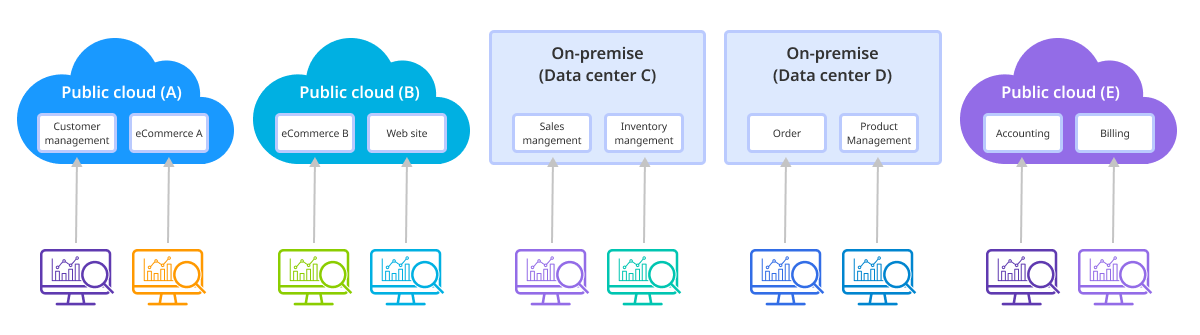 Public cloud (A)
Customer
management
eCommerce A
Public cloud (B)
eCommerce B
Web site
On-premise
(Data center C)
Sales
mangement
Inventory
mangement
On-premise
(Data center D)
Order
Product
Management
Public cloud (E)
Accounting
Billing